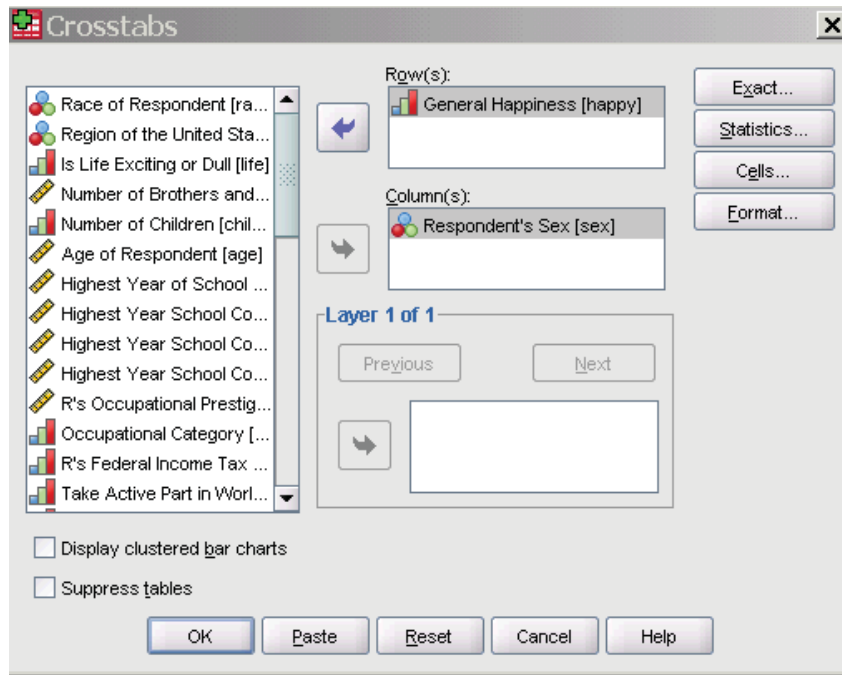 Crosstabs
Race of Respondent [ra...
Region of the United Sta...
Is Life Exciting or Dull [life]
Number of Brothers and...
Number of Children [chil...
Age of Respondent [age]
Highest Year of School ...
Highest Year School Co...
Highest Year School Co...
Highest Year School Co...
R's Occupational Prestig...
Occupational Category [...
R's Federal Income Tax ...
Take Active Part in Worl...
Row(s):
General Happiness [happy]
Column(s):
Respondent's Sex [sex]
Layer 1 of 1
Previous
Next
Exact...
Statistics...
Cells...
Format...
Display clustered bar charts
Suppress tables
OK
Paste
Reset
Cancel
Help